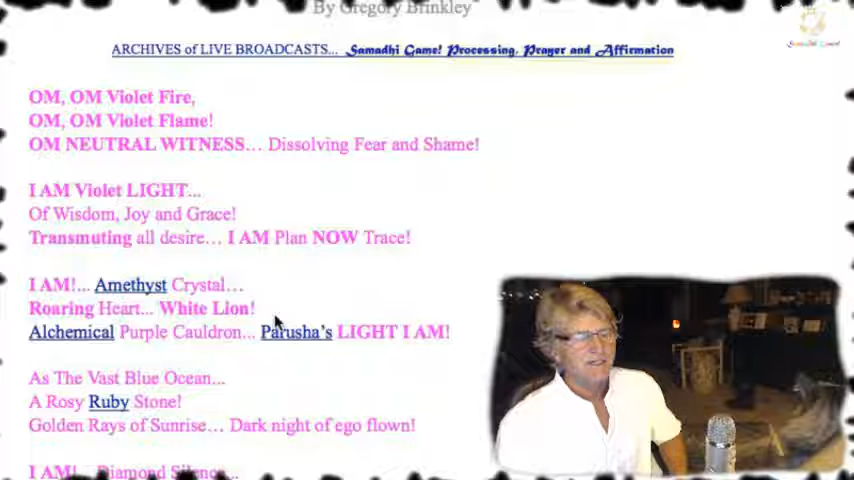 By Gregory Brinkley
ARCHIVES of LIVE BROADCASTS... Samadhi Game! Processing, Prayer and Affirmation
Samadhi Game!
OM, OM Violet Fire,
OM, OM Violet Flame!
OM NEUTRAL WITNESS… Dissolving Fear and Shame!
I AM Violet LIGHT...
Of Wisdom, Joy and Grace!
Transmuting all desire… I AM Plan NOW Trace!
I AM!... Amethyst Crystal…
Roaring Heart... White Lion!
Alchemical Purple Cauldron... Parusha’s LIGHT I AM!
As The Vast Blue Ocean...
A Rosy Ruby Stone!
Golden Rays of Sunrise… Dark night of ego flown!
I AM!... Diamond Silence...